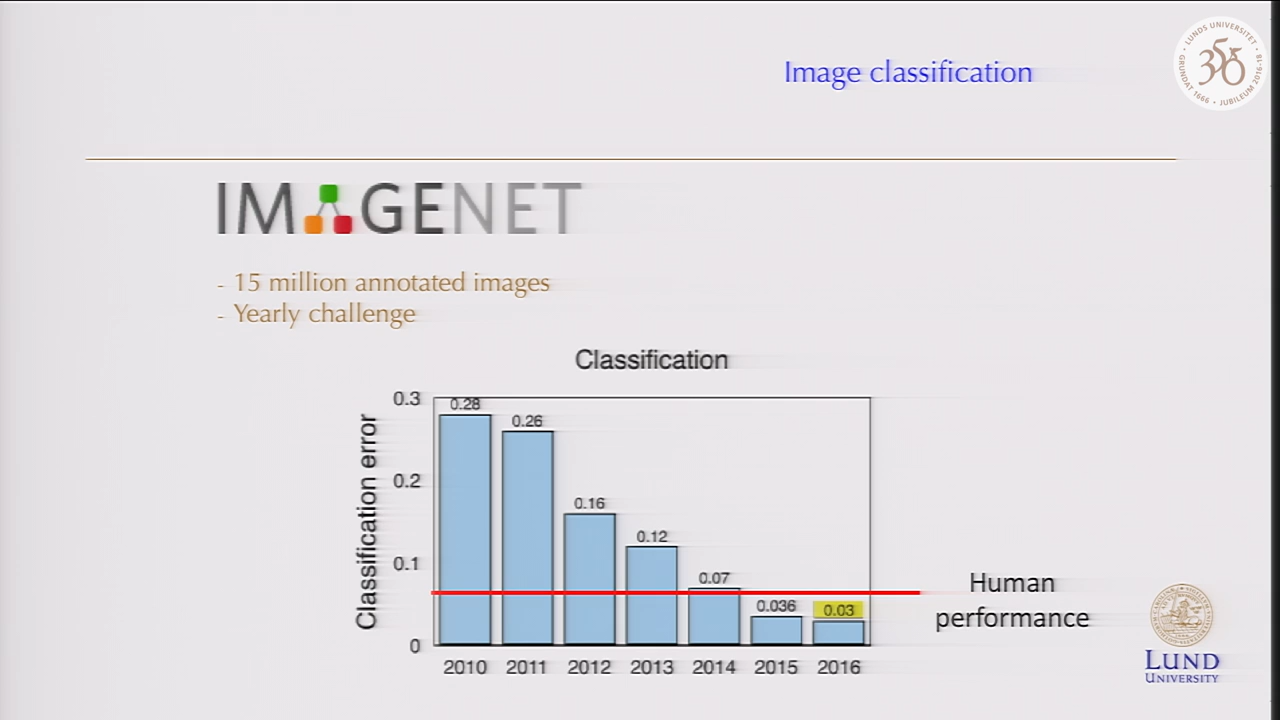 LUNDS UNIVERSITET
350
GRUNDAT 1666 • JUBILEUM 2016-18
Image classification
IMAGENET
- 15 million annotated images
- Yearly challenge
Classification
Classification error
0.3
0.2
0.1
0
0.28
0.26
0.16
0.12
0.07
0.036
0.03
2010 2011 2012 2013 2014 2015 2016
Human
performance
LUND
UNIVERSITY